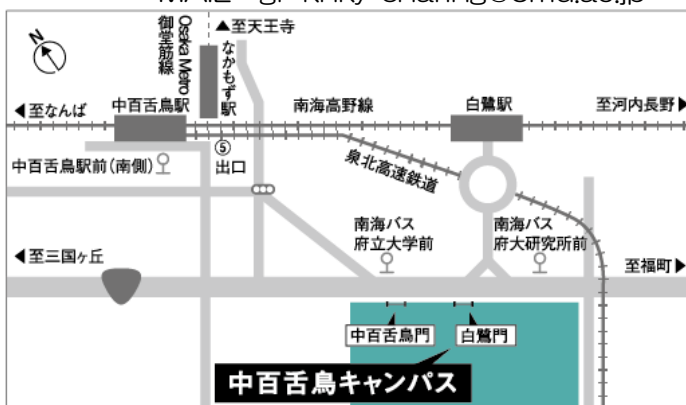 N
Osaka Metro
御堂筋線
▲至天王寺
なかもず駅
◀至なんば
中百舌鳥駅
南海高野線
白鷺駅
至河内長野▶
中百舌鳥駅前(南側)
⑤
出口
泉北高速鉄道
南海バス
府立大学前
南海バス
府大研究所前
◀至三国ヶ丘
至福町▶
中百舌鳥門
白鷺門
中百舌鳥キャンパス